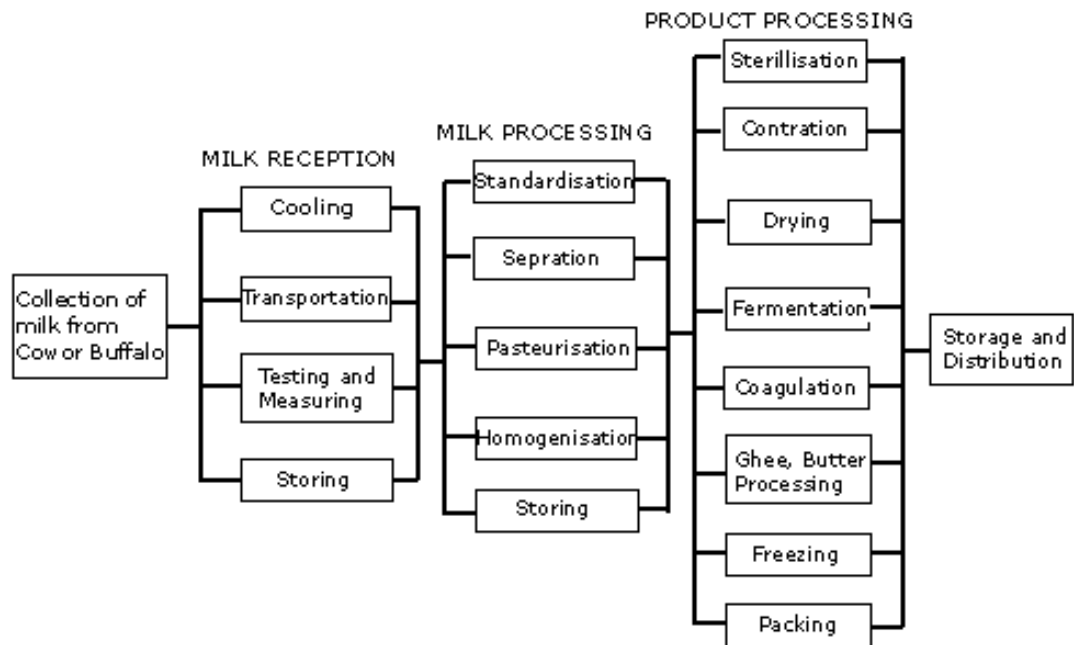 Collection of
milk from
Cow or Buffalo
MILK RECEPTION
Cooling
Transportation
Testing and
Measuring
Storing
MILK PROCESSING
Standardisation
Sepration
Pasteurisation
Homogenisation
Storing
PRODUCT PROCESSING
Sterillisation
Contration
Drying
Fermentation
Coagulation
Ghee, Butter
Processing
Freezing
Packing
Storage and
Distribution